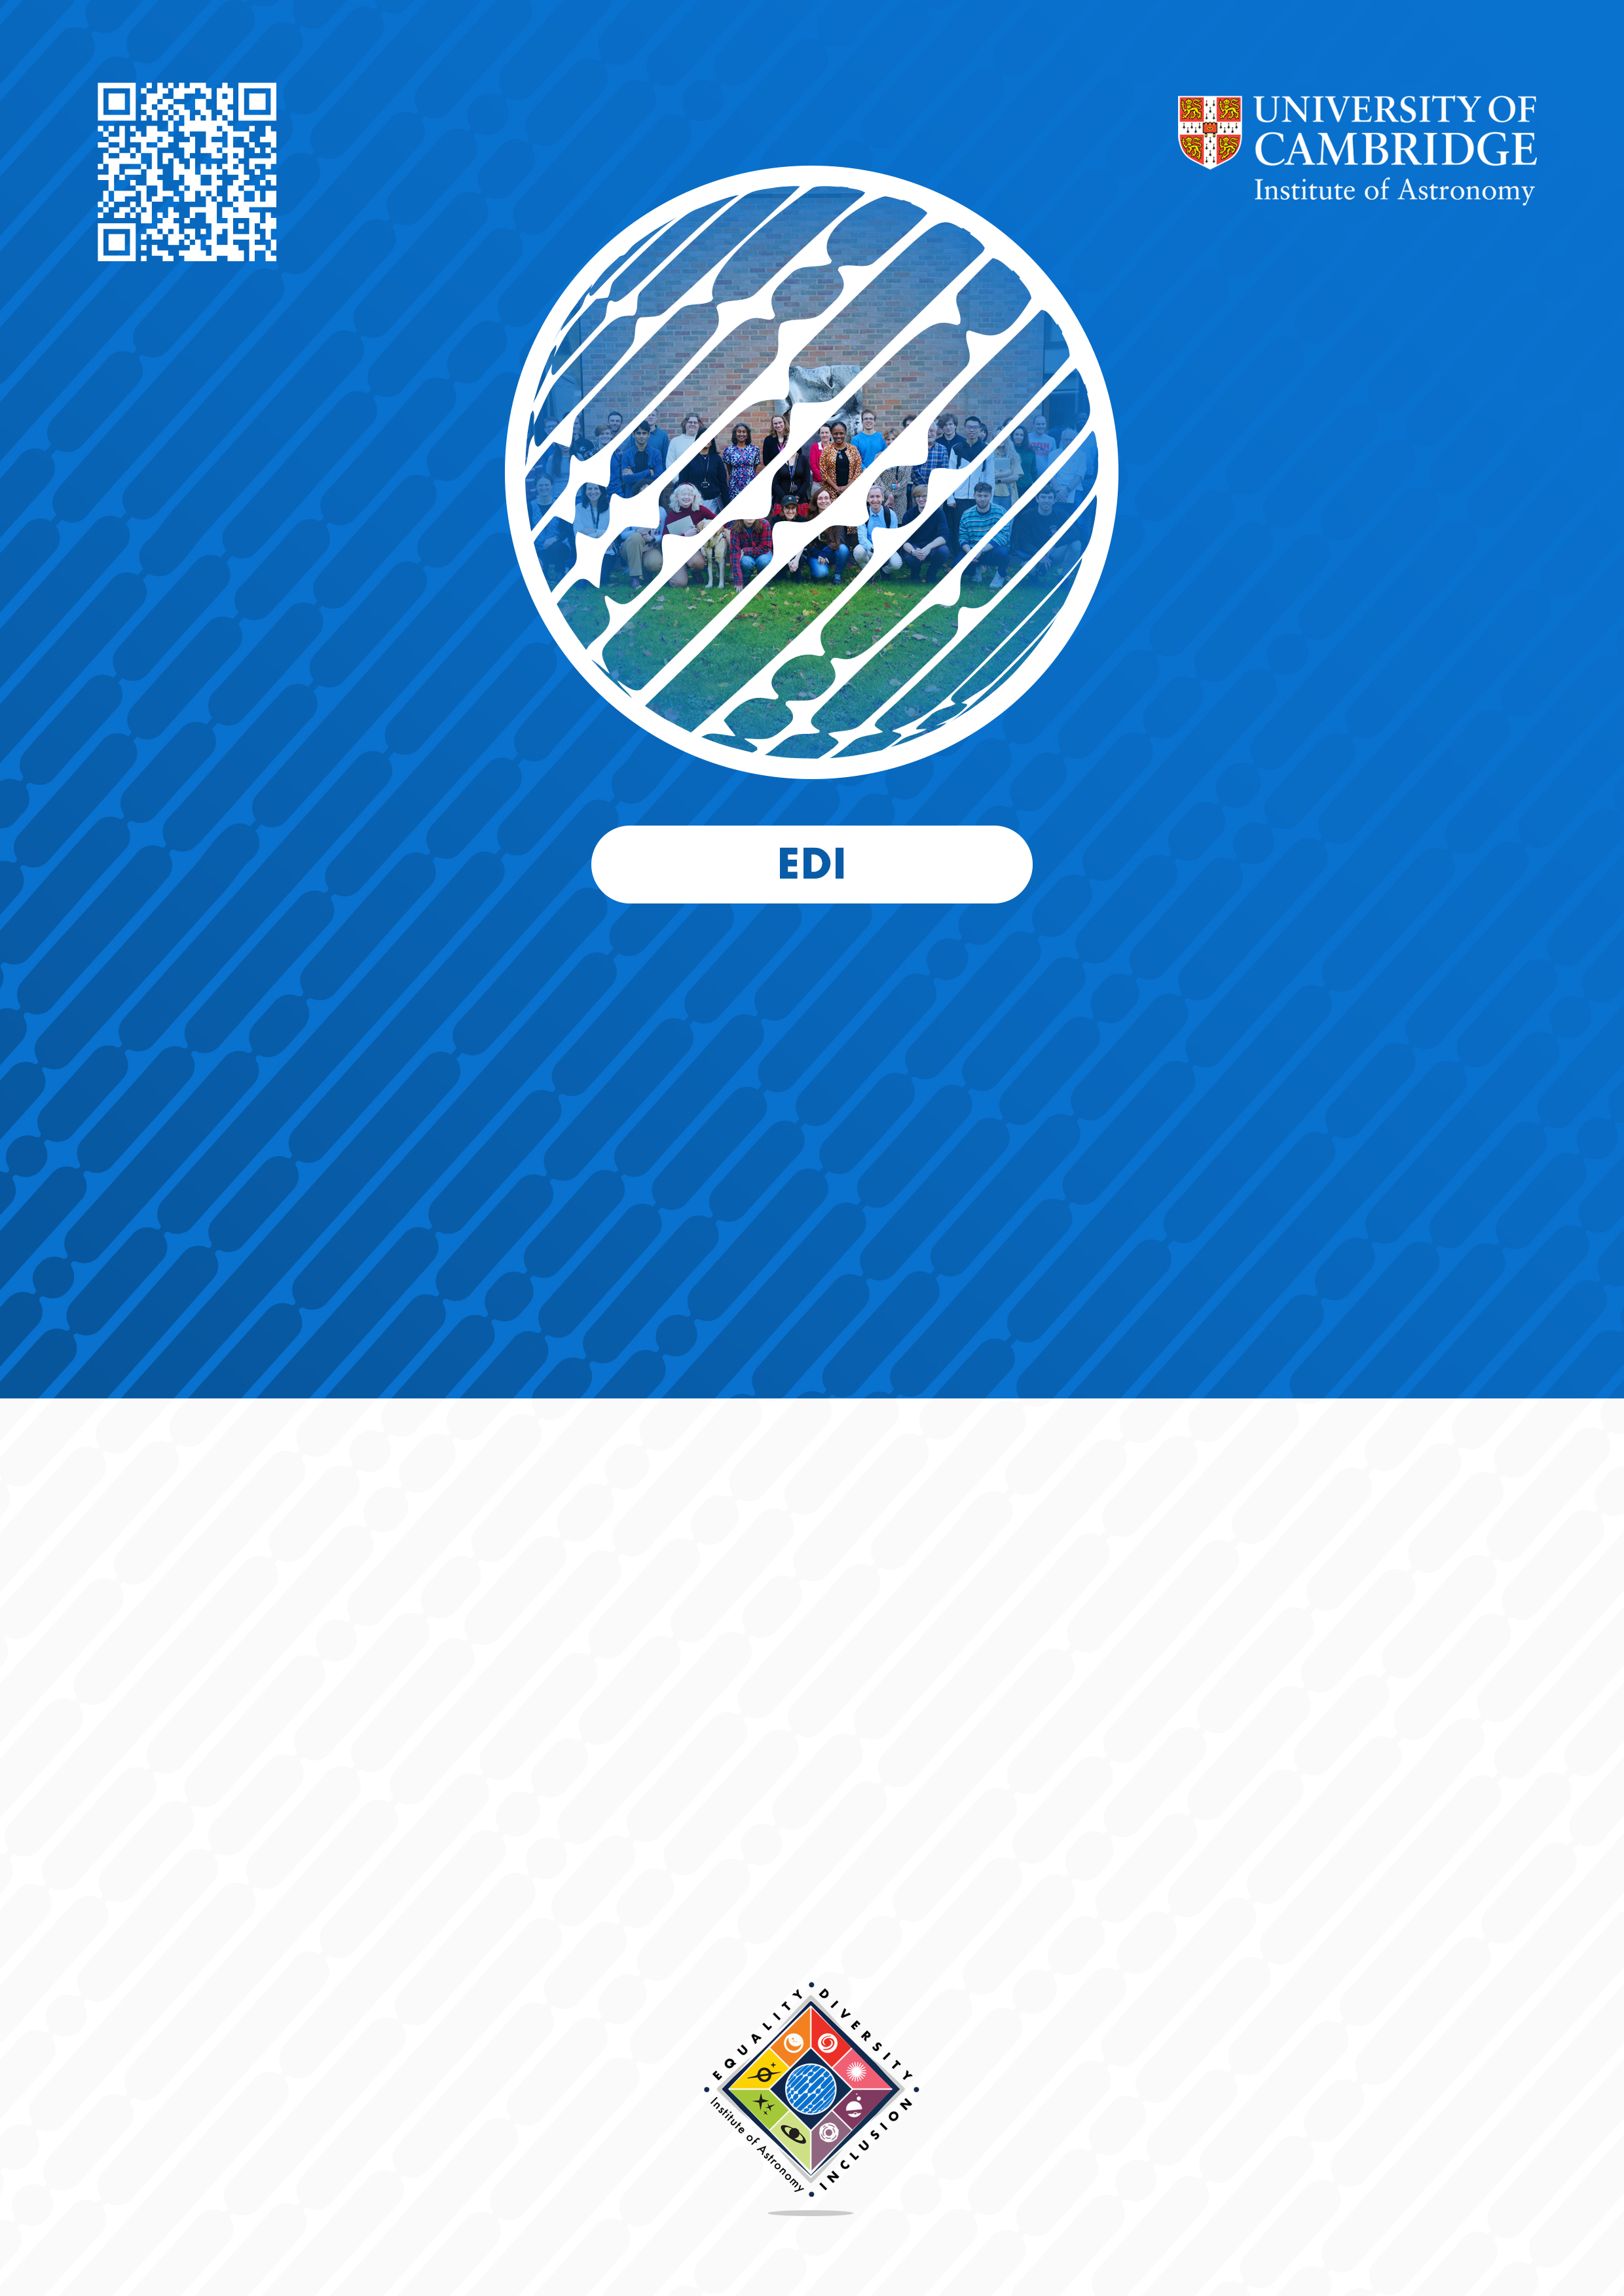 UNIVERSITY OF
CAMBRIDGE
Institute of Astronomy
EDI
EQUALITY
DIVERSITY
Institute of Astronomy
INCLUSION